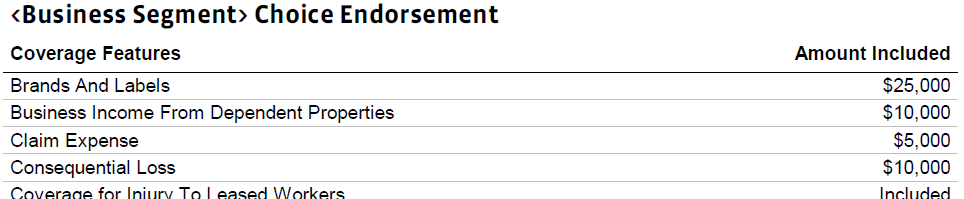 <Business Segment> Choice Endorsement
Coverage Features Amount Included
Brands And Labels $25,000
Business Income From Dependent Properties $10,000
Claim Expense $5,000
Consequential Loss $10,000
Coverage for Injury To Leased Workers Included